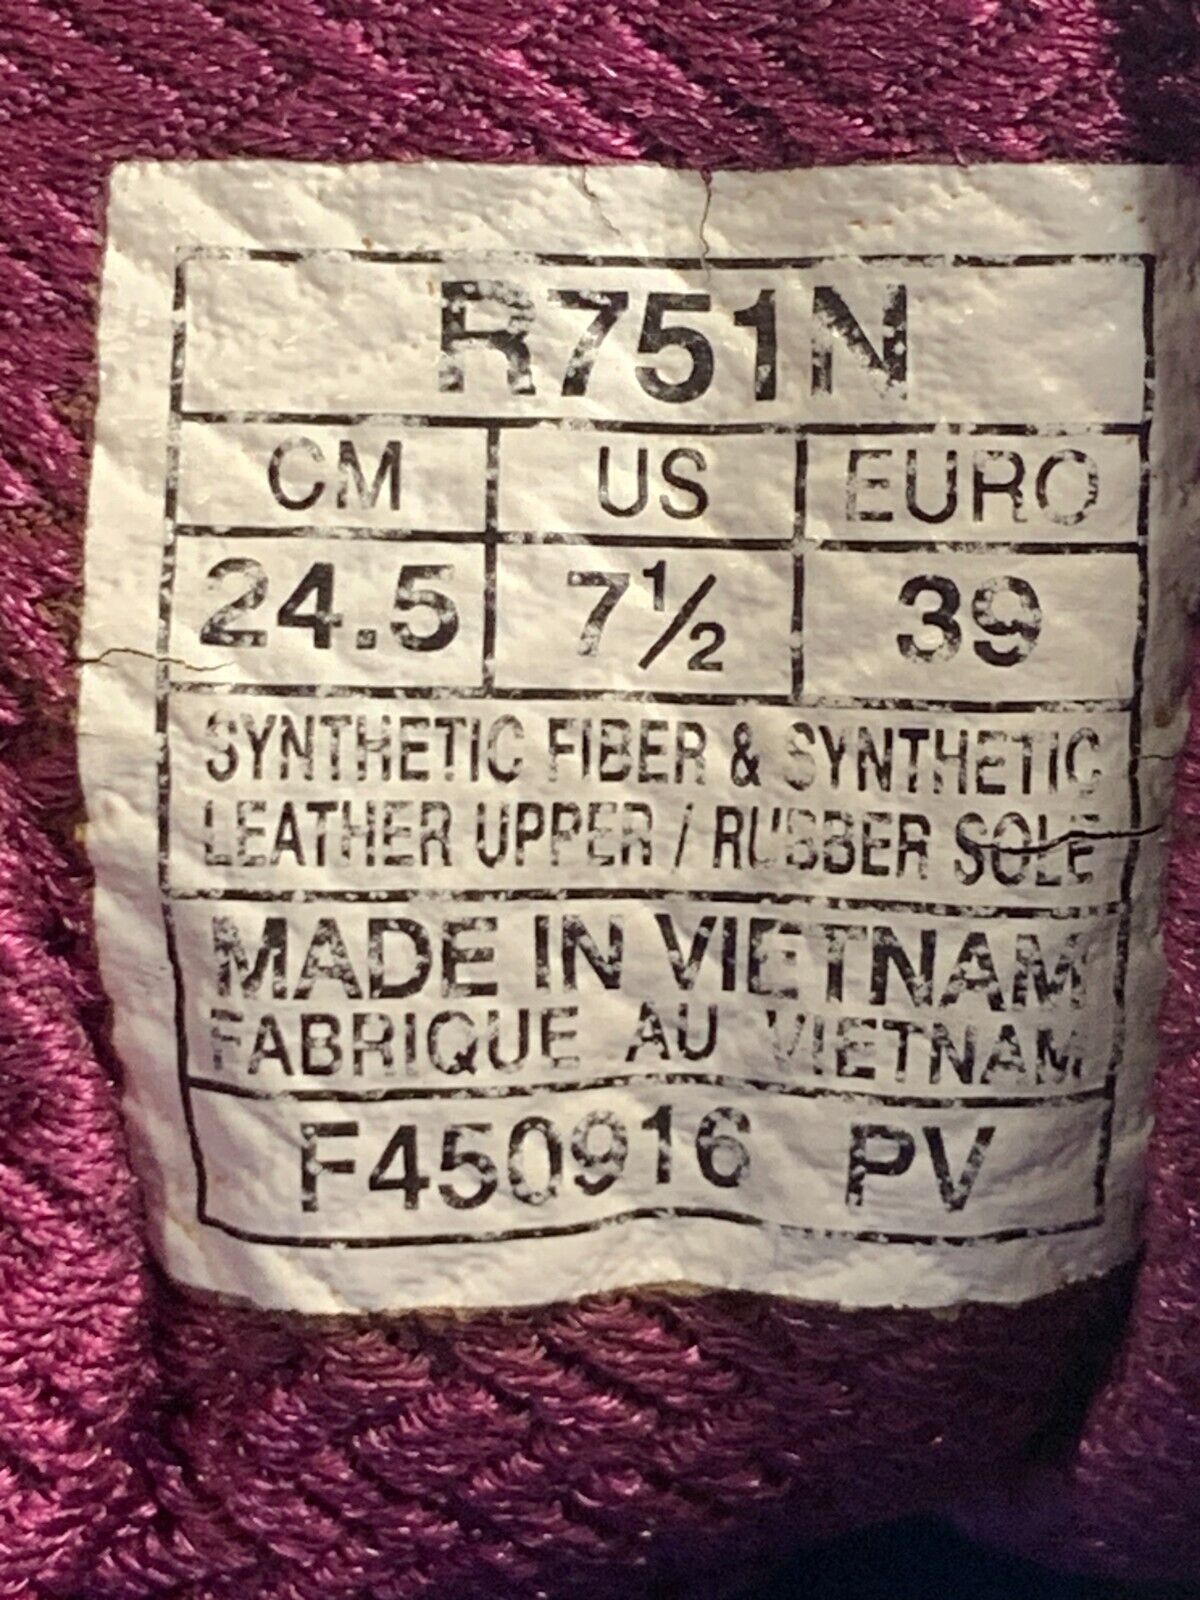 R751N
CM US EURO
24.5 7½ 39
SYNTHETIC FIBER & SYNTHETIC
LEATHER UPPER / RUBBER SOLE
MADE IN VIETNAM
FABRIQUE AU VIETNAM
F450916 PV